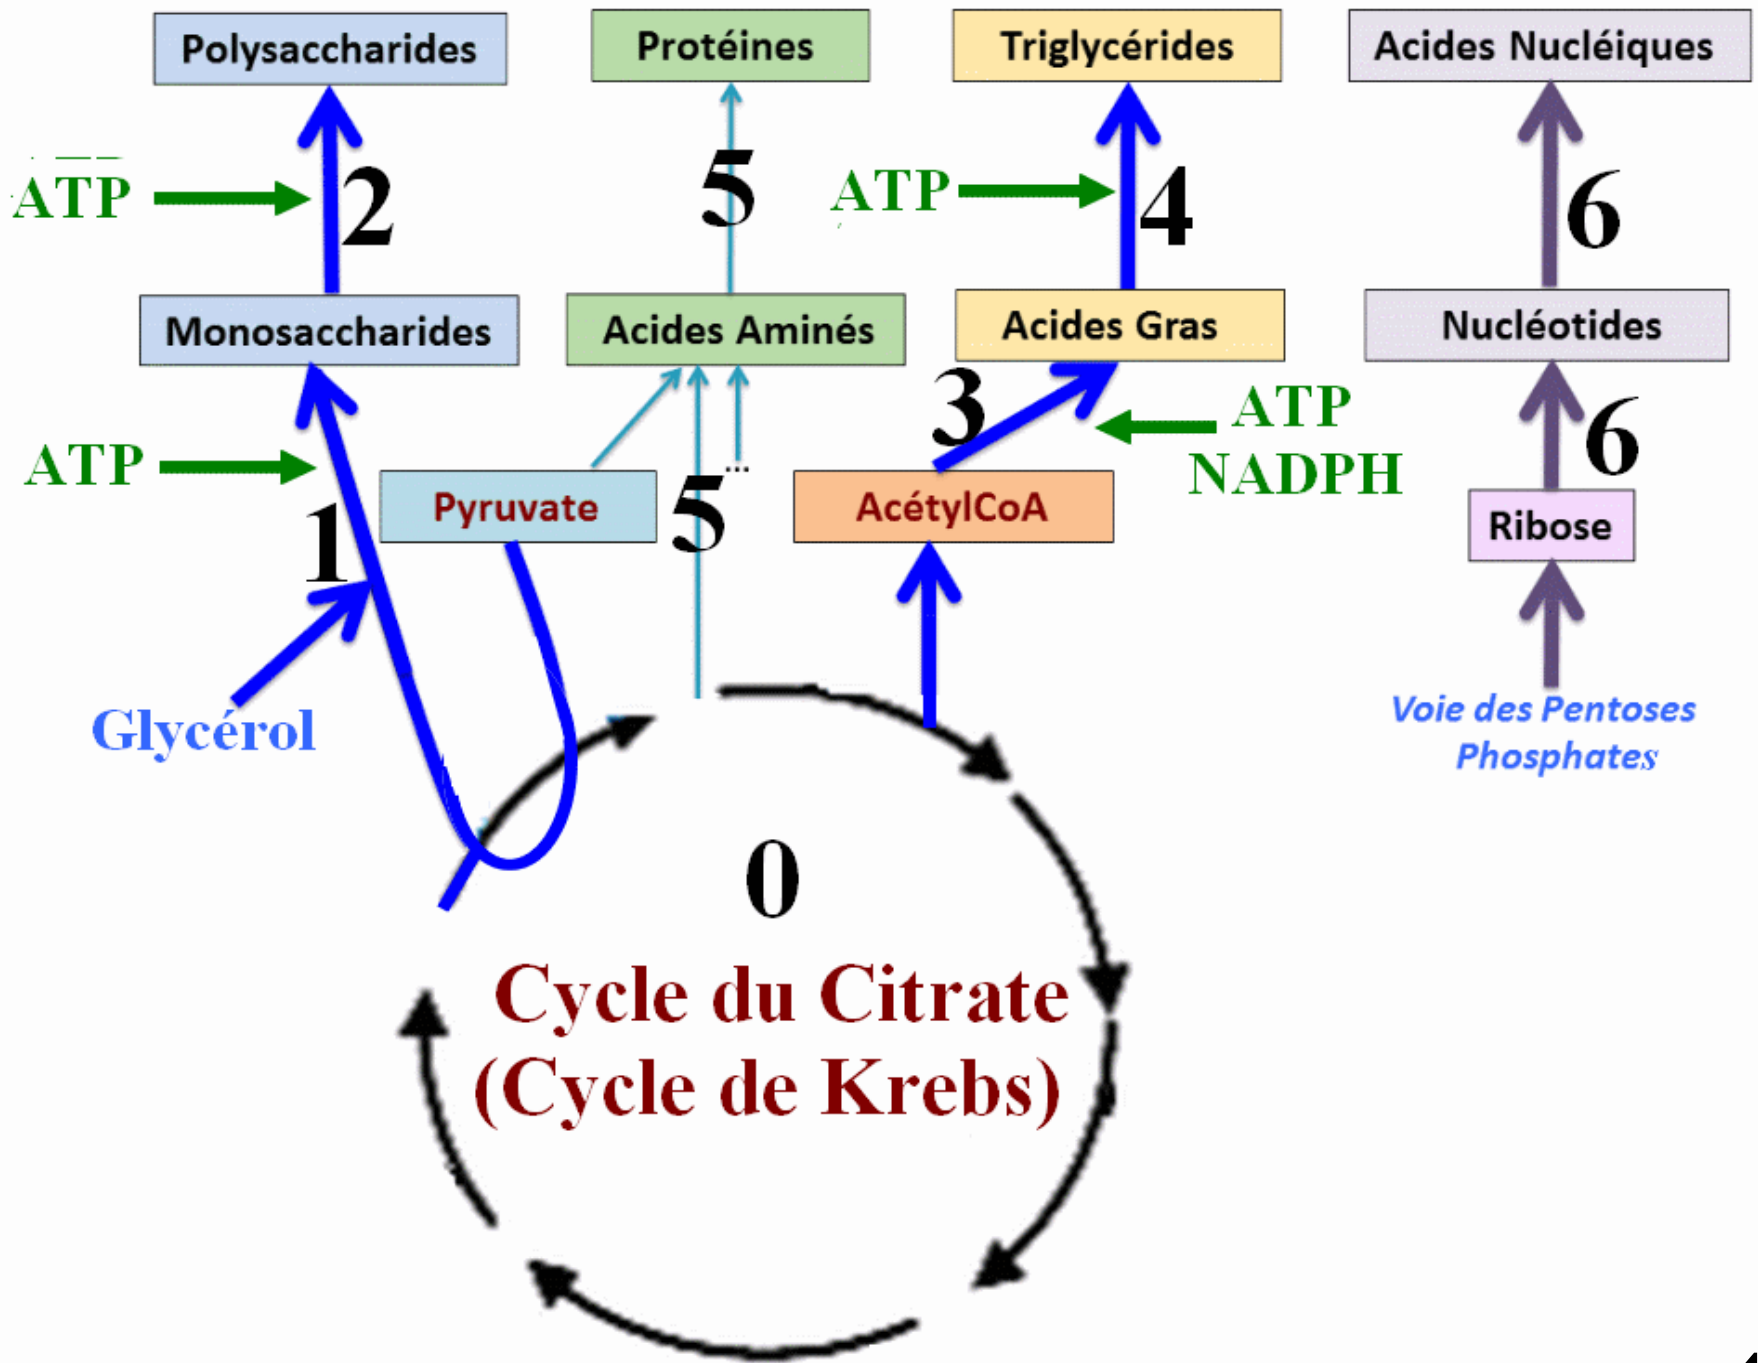 Polysaccharides
Protéines
Triglycérides
Acides Nucléiques
ATP
2
5
ATP
4
6
Monosaccharides
Acides Aminés
Acides Gras
Nucléotides
3
ATP
NADPH
6
ATP
1
Pyruvate
...
5
AcétylCoA
Ribose
Glycérol
Voie des Pentoses
Phosphates
0
Cycle du Citrate
(Cycle de Krebs)